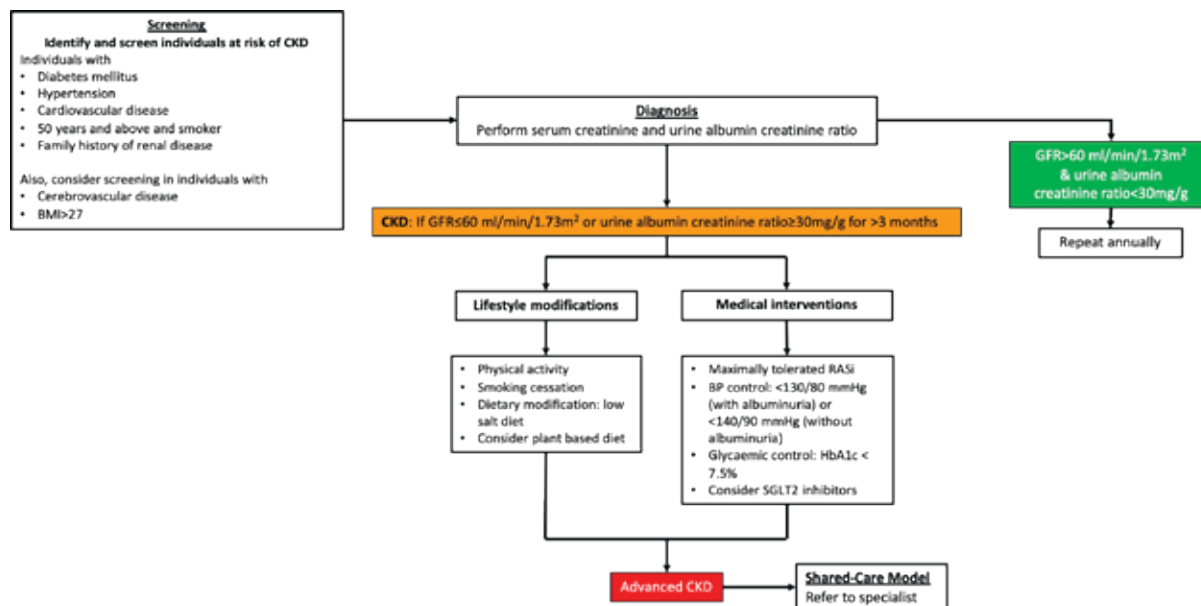 Screening
Identify and screen individuals at risk of CKD
Individuals with
• Diabetes mellitus
• Hypertension
• Cardiovascular disease
• 50 years and above and smoker
• Family history of renal disease
Also, consider screening in individuals with
• Cerebrovascular disease
• BMI>27
Diagnosis
Perform serum creatinine and urine albumin creatinine ratio
GFR>60 ml/min/1.73m²
& urine albumin
creatinine ratio<30mg/g
Repeat annually
CKD: If GFR≤60 ml/min/1.73m² or urine albumin creatinine ratio≥30mg/g for >3 months
Lifestyle modifications
• Physical activity
• Smoking cessation
• Dietary modification: low
salt diet
• Consider plant based diet
Medical interventions
• Maximally tolerated RASi
• BP control: <130/80 mmHg
(with albuminuria) or
<140/90 mmHg (without
albuminuria)
• Glycaemic control: HbA1c <
7.5%
• Consider SGLT2 inhibitors
Advanced CKD
Shared-Care Model
Refer to specialist